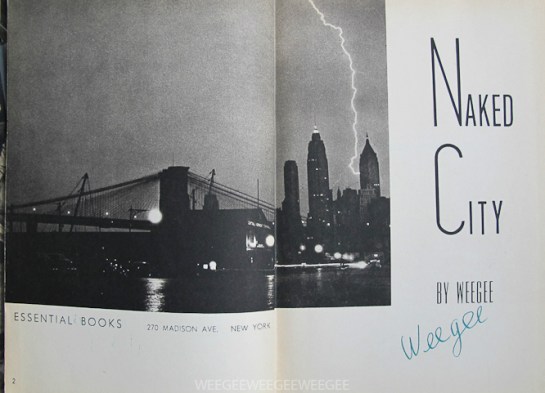 NAKED
CITY
BY WEEGEE
Weegee
ESSENTIAL BOOKS 270 MADISON AVE. NEW YORK
2
WEEGEEWEEGEEWEEGEE